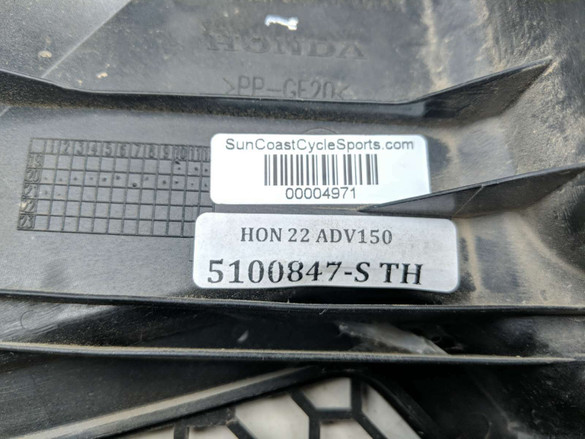 HONDA
>PP-GF20<
SunCoastCycleSports.com
00004971
HON 22 ADV150
5100847-S TH